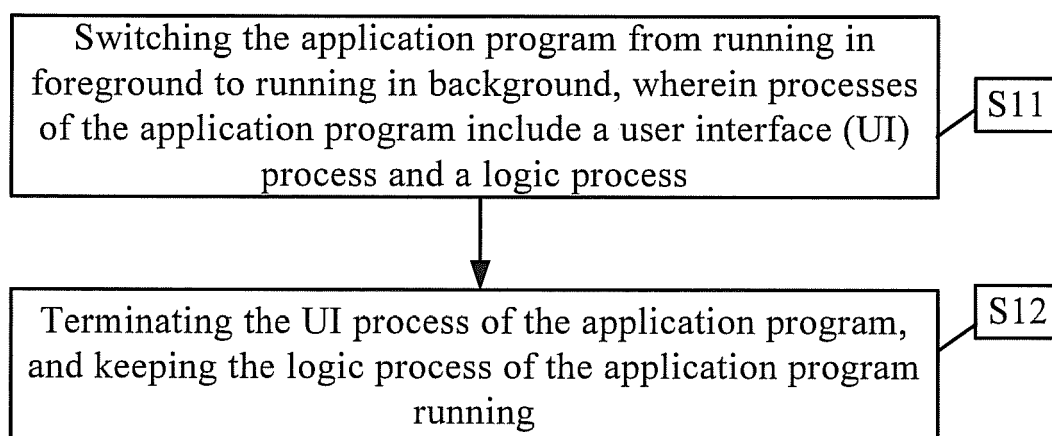 Switching the application program from running in
foreground to running in background, wherein processes
of the application program include a user interface (UI)
process and a logic process
S11
Terminating the UI process of the application program,
and keeping the logic process of the application program
running
S12